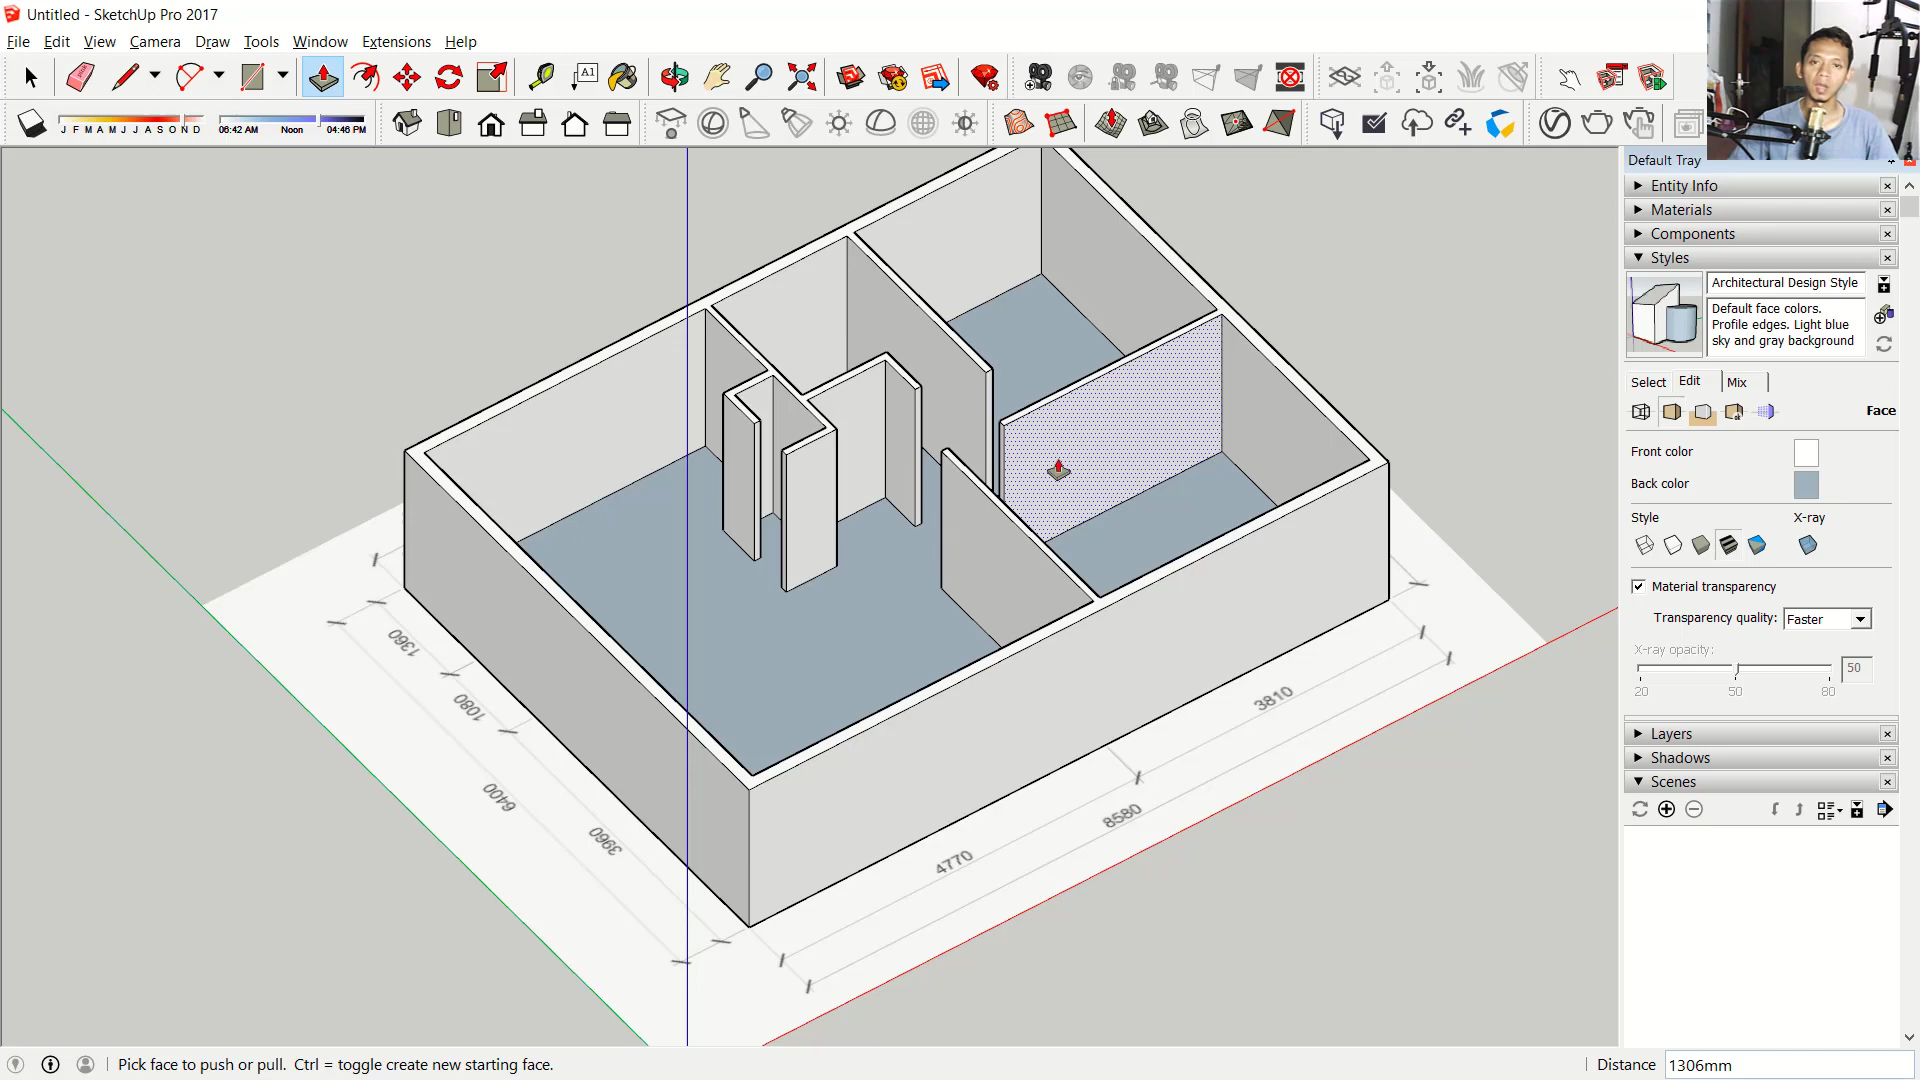 Untitled - SketchUp Pro 2017
File Edit View Camera Draw Tools Window Extensions Help
A1
J F M A M J J A S O N D
06:42 AM Noon 04:46 PM
Default Tray
Entity Info
Materials
Components
Styles
Architectural Design Style
Default face colors.
Profile edges. Light blue
sky and gray background
Select Edit Mix
Face
Front color
Back color
Style X-ray
Material transparency
Transparency quality: Faster
X-ray opacity:
50
20 50 80
Layers
Shadows
Scenes
1360
1080
6400
3960
4770
8580
3810
Pick face to push or pull. Ctrl = toggle create new starting face.
Distance 1306mm